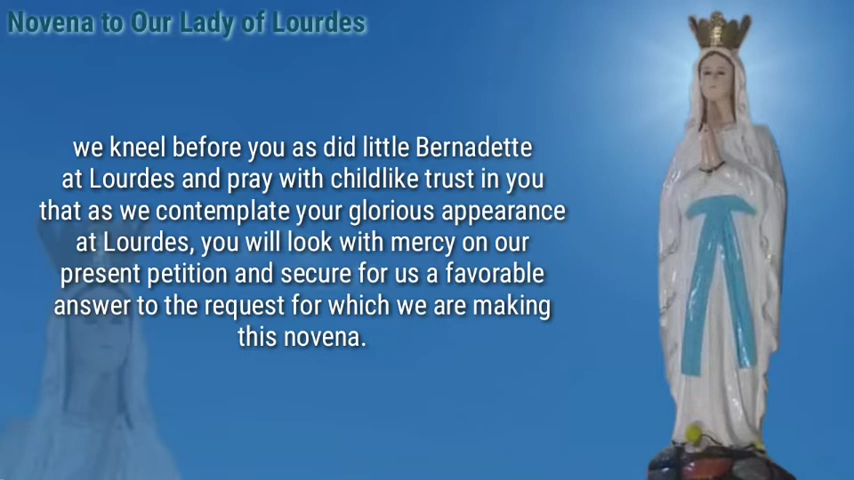 Novena to Our Lady of Lourdes
we kneel before you as did little Bernadette
at Lourdes and pray with childlike trust in you
that as we contemplate your glorious appearance
at Lourdes, you will look with mercy on our
present petition and secure for us a favorable
answer to the request for which we are making
this novena.